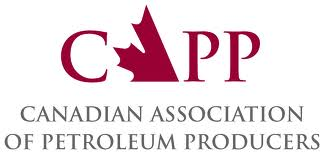 CAPP
CANADIAN ASSOCIATION
OF PETROLEUM PRODUCERS